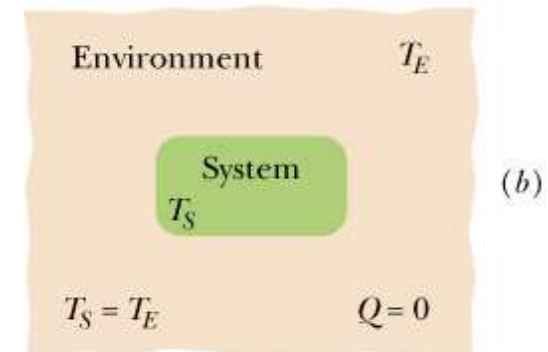 Environment T_E
System
(b)
T_S
T_S = T_E Q = 0